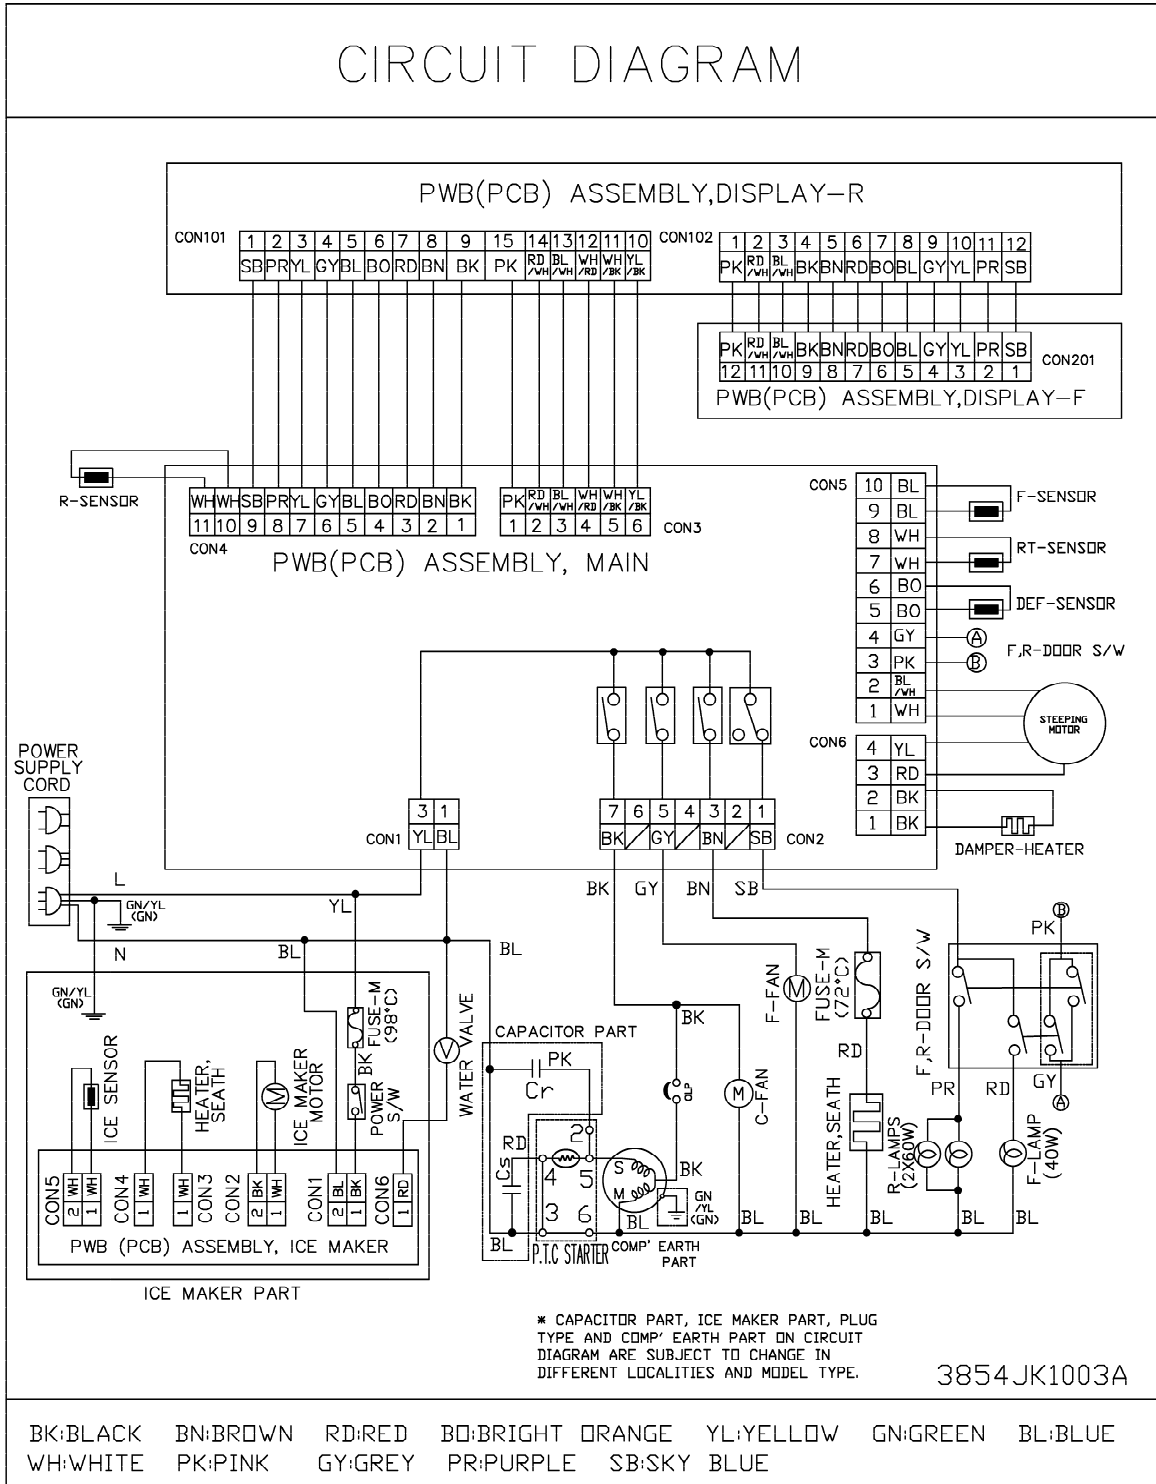 CIRCUIT DIAGRAM
PWB(PCB) ASSEMBLY,DISPLAY-R
CON101
1 2 3 4 5 6 7 8 9 15 14 13 12 11 10
SB PR YL GY BL BO RD BN BK PK RD/WH BL/WH WH/RD WH/BK YL/BK
CON102
1 2 3 4 5 6 7 8 9 10 11 12
PK RD/WH BL/WH BK BN RD BO BL GY YL PR SB
PK RD/WH BL/WH BK BN RD BO BL GY YL PR SB
12 11 10 9 8 7 6 5 4 3 2 1
CON201
PWB(PCB) ASSEMBLY,DISPLAY-F
R-SENSOR
WH WH SB PR YL GY BL BO RD BN BK
11 10 9 8 7 6 5 4 3 2 1
CON4
PK RD/WH BL/WH WH/RD WH/BK YL/BK
1 2 3 4 5 6
CON3
PWB(PCB) ASSEMBLY, MAIN
CON5
10 BL
9 BL
8 WH
7 WH
6 BO
5 BO
4 GY
3 PK
2 BL/WH
1 WH
F-SENSOR
RT-SENSOR
DEF-SENSOR
A
B
F,R-DOOR S/W
STEEPING
MOTOR
CON6
4 YL
3 RD
2 BK
1 BK
DAMPER-HEATER
POWER
SUPPLY
CORD
3 1
CON1 YL BL
7 6 5 4 3 2 1
BK GY BN SB
CON2
L
GN/YL
(GN)
YL
N
BL
BL
BK GY BN SB
GN/YL
(GN)
ICE SENSOR
HEATER,
SEATH
M
ICE MAKER
MOTOR
FUSE-M
(98°C)
BK
POWER
S/W
V
WATER VALVE
CON5
2 WH
1 WH
CON4
1 WH
1 WH
CON3
CON2
2 BK
1 WH
CON1
2 BL
1 BK
CON6
1 RD
PWB (PCB) ASSEMBLY, ICE MAKER
ICE MAKER PART
CAPACITOR PART
PK
Cr
RD
Cs
2
4 5
3 6
BL
P.T.C STARTER
S
M
BL
BK
OLP
BK
GN
/YL
(GN)
COMP' EARTH
PART
M
C-FAN
BL
F-FAN
M
BL
FUSE-M
(72°C)
RD
HEATER,SEATH
BL
F,R-DOOR S/W
B
PK
PR
RD
GY
A
R-LAMPS
(2X60W)
BL
F-LAMP
(40W)
BL
* CAPACITOR PART, ICE MAKER PART, PLUG
TYPE AND COMP' EARTH PART ON CIRCUIT
DIAGRAM ARE SUBJECT TO CHANGE IN
DIFFERENT LOCALITIES AND MODEL TYPE.
3854JK1003A
BK:BLACK BN:BROWN RD:RED BO:BRIGHT ORANGE YL:YELLOW GN:GREEN BL:BLUE
WH:WHITE PK:PINK GY:GREY PR:PURPLE SB:SKY BLUE